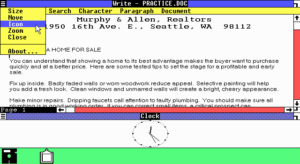 Write - PRACTICE.DOC
Search Character Paragraph Document
Size
Move
Icon
Zoom
Close
About...
Murphy & Allen, Realtors
1950 16th Ave. E., Seattle, WA 98112
A HOME FOR SALE
You can understand that showing a home to its best advantage makes the buyer want to purchase
quickly and at a better price. Here are some tested tips to set the stage for a profitable and early
sale.
Fix up inside. Badly faded walls or worn woodwork reduce appeal. Selective painting will help
you add a fresh look. Clean windows and unmarred walls will create a bright, cheery appearance.
Make minor repairs. Dripping faucets call attention to faulty plumbing. You should make sure all
Page 1
Clock